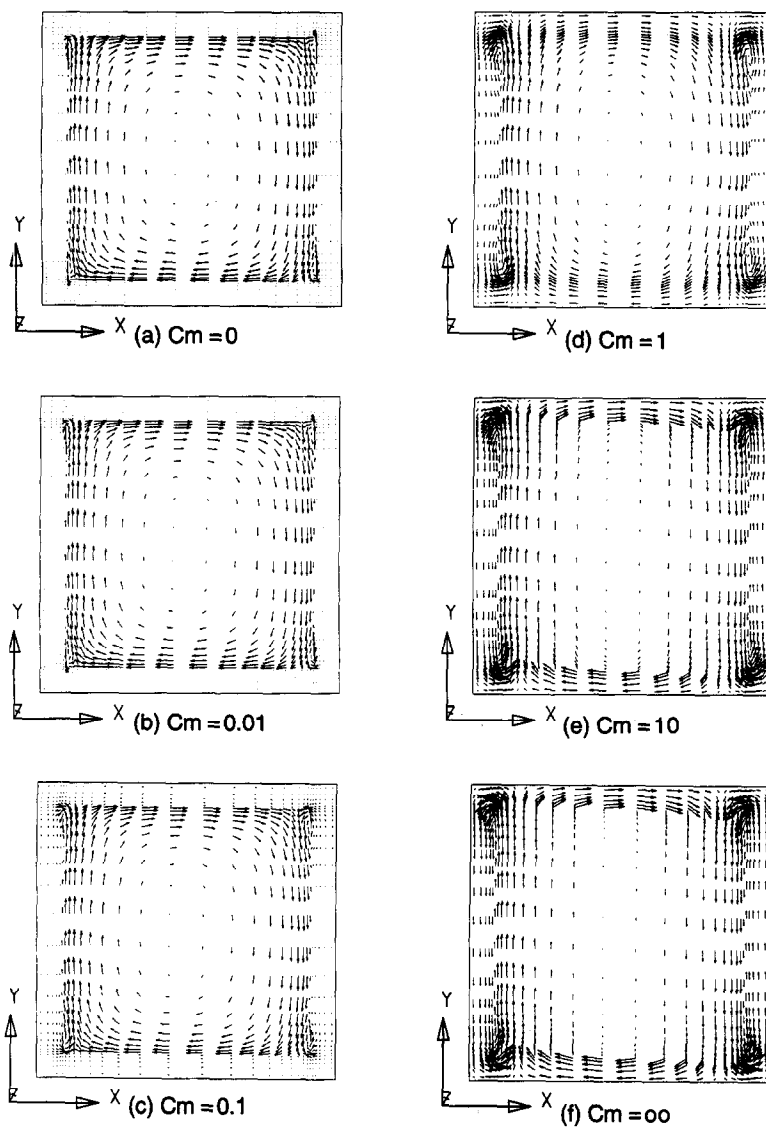 Y
Z
X
(a) Cm = 0
Y
Z
X
(d) Cm = 1
Y
Z
X
(b) Cm = 0.01
Y
Z
X
(e) Cm = 10
Y
Z
X
(c) Cm = 0.1
Y
Z
X
(f) Cm = oo